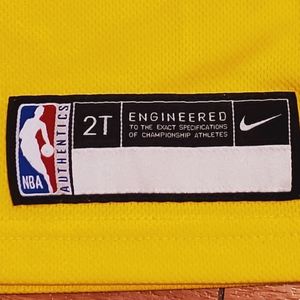 NBA
AUTHENTICS
2T
ENGINEERED
TO THE EXACT SPECIFICATIONS
OF CHAMPIONSHIP ATHLETES